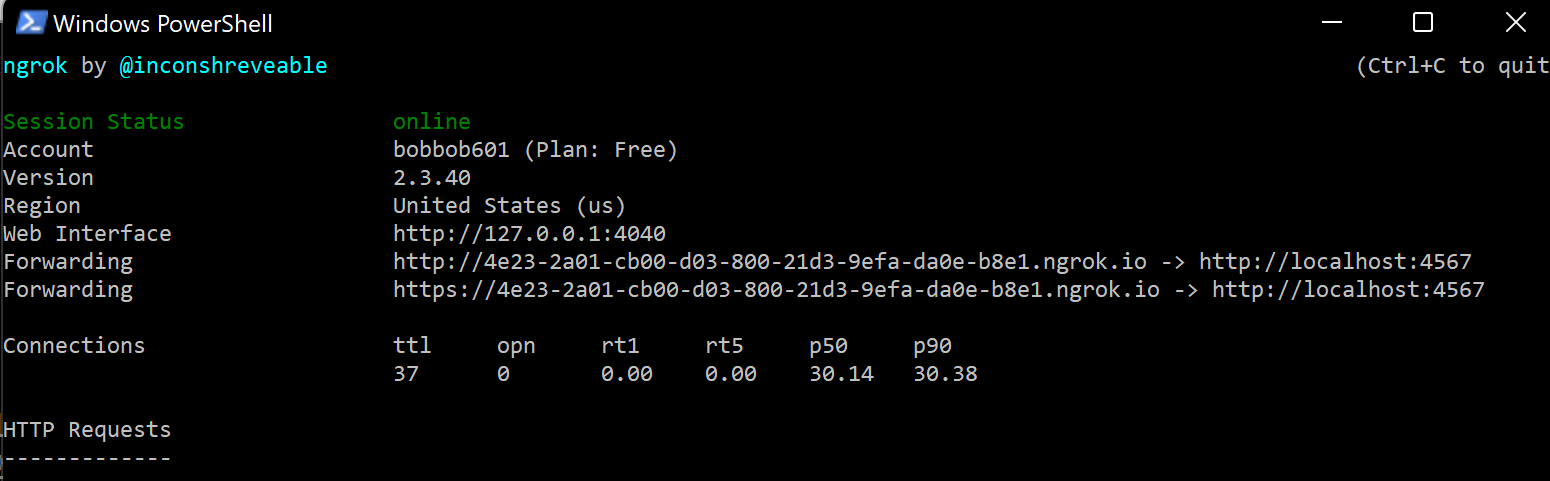 Windows PowerShell
ngrok by @inconshreveable (Ctrl+C to quit
Session Status online
Account bobbob601 (Plan: Free)
Version 2.3.40
Region United States (us)
Web Interface http://127.0.0.1:4040
Forwarding http://4e23-2a01-cb00-d03-800-21d3-9efa-da0e-b8e1.ngrok.io -> http://localhost:4567
Forwarding https://4e23-2a01-cb00-d03-800-21d3-9efa-da0e-b8e1.ngrok.io -> http://localhost:4567
Connections ttl opn rt1 rt5 p50 p90
37 0 0.00 0.00 30.14 30.38
HTTP Requests
-------------